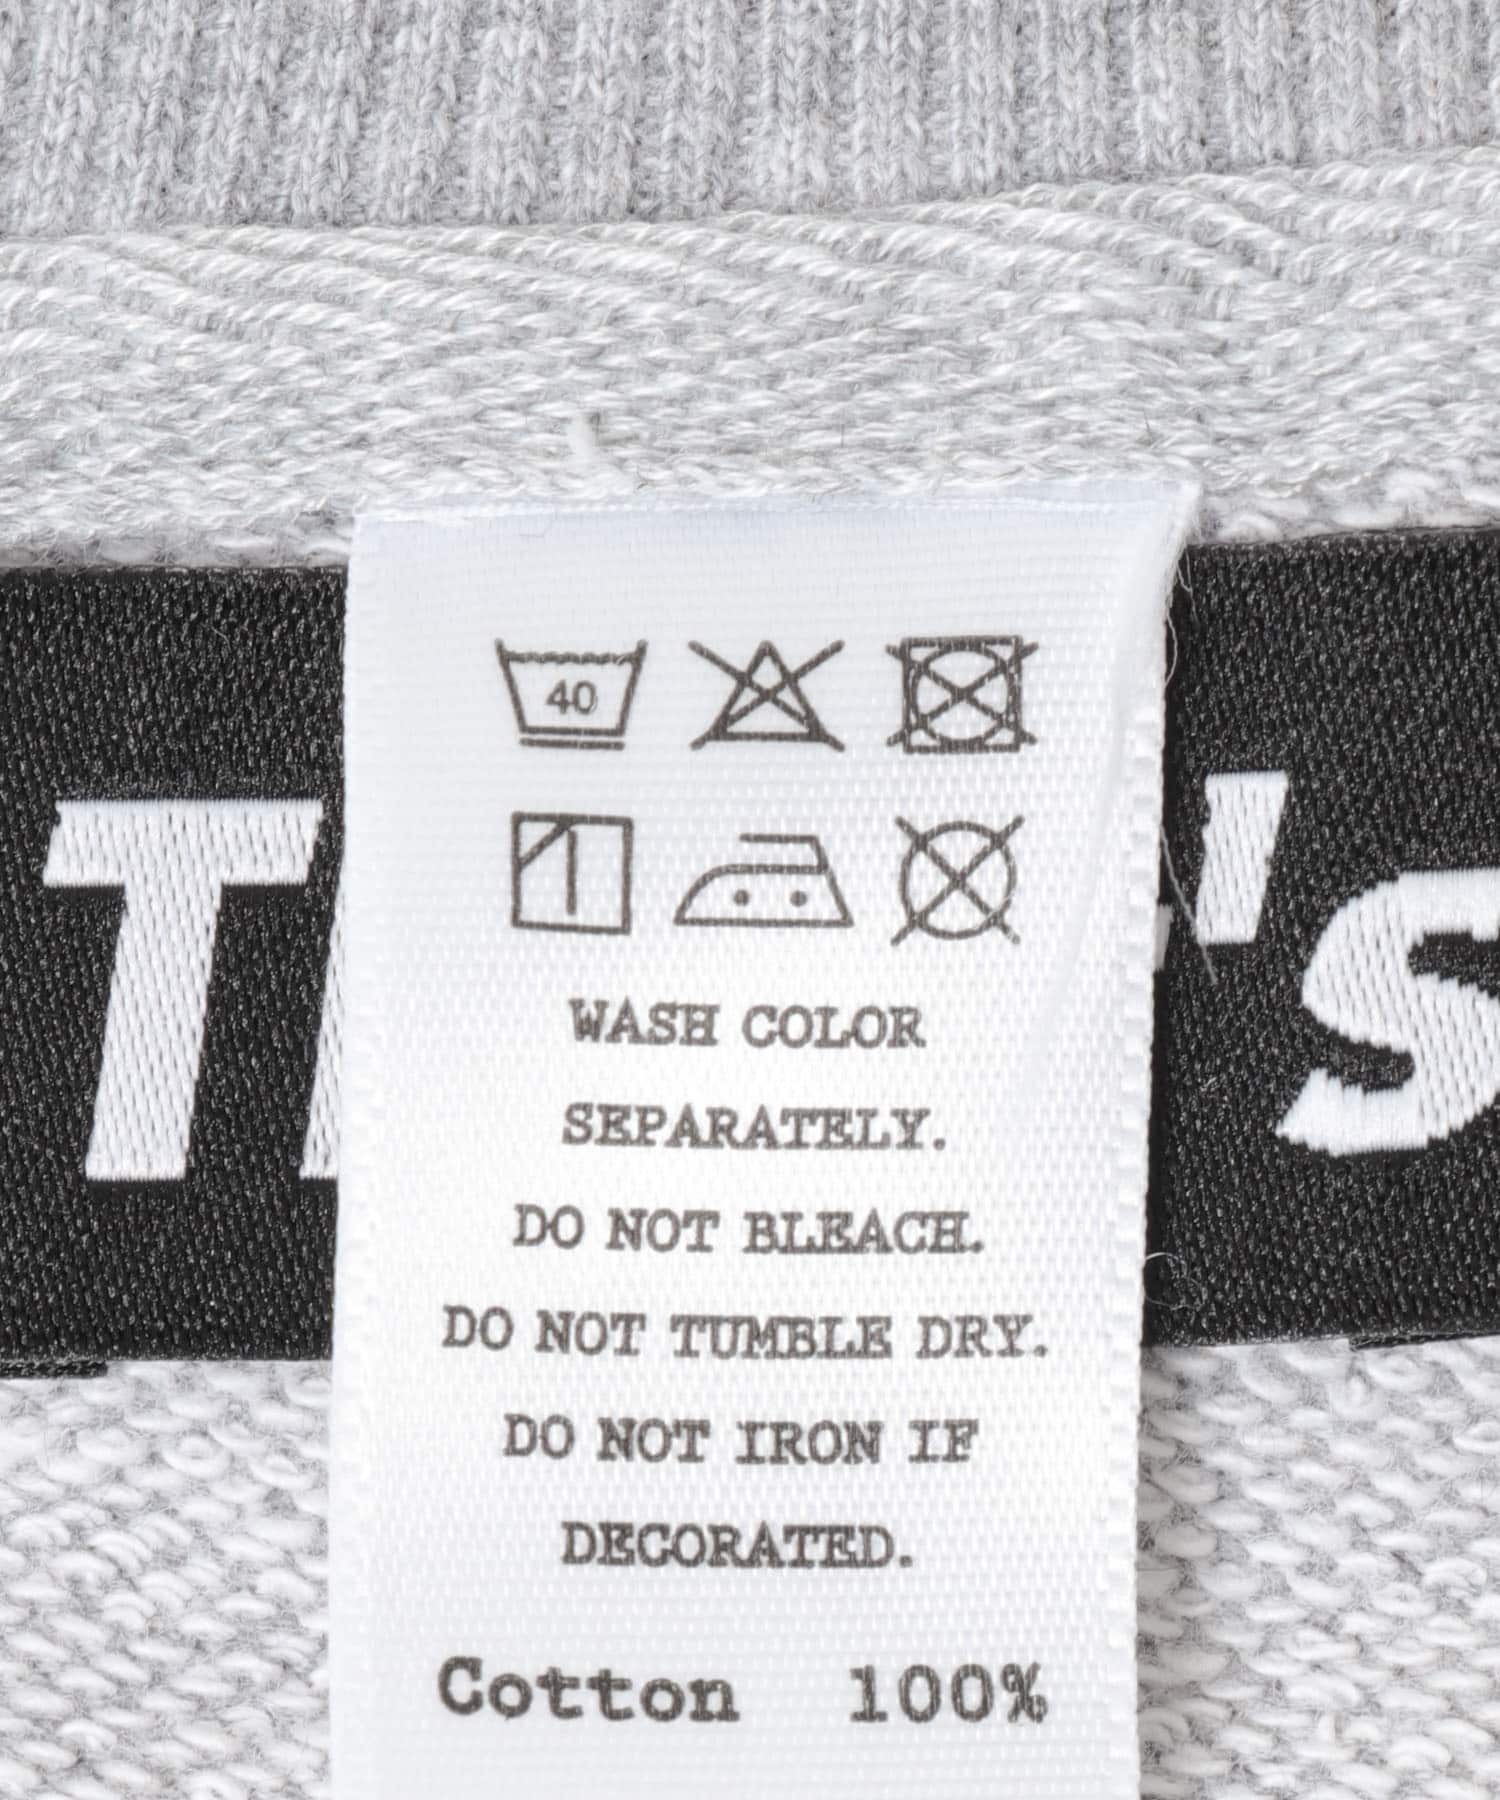 40
WASH COLOR
SEPARATELY.
DO NOT BLEACH.
DO NOT TUMBLE DRY.
DO NOT IRON IF
DECORATED.
Cotton 100%